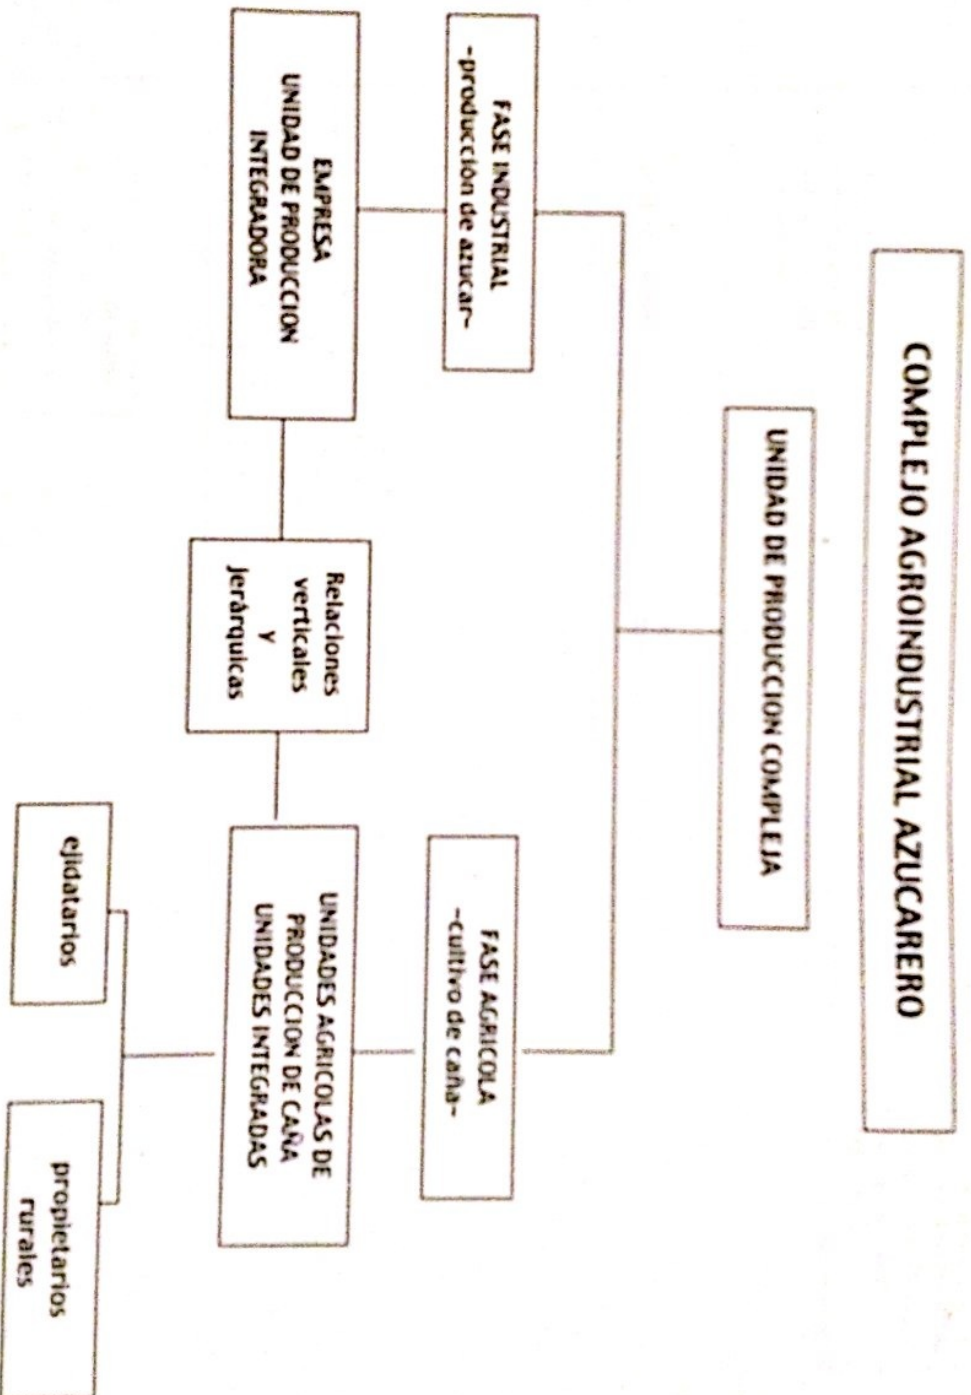 COMPLEJO AGROINDUSTRIAL AZUCARERO
UNIDAD DE PRODUCCION COMPLEJA
FASE INDUSTRIAL
-producción de azucar-
FASE AGRICOLA
-cultivo de caña-
EMPRESA
UNIDAD DE PRODUCCION
INTEGRADORA
Relaciones
verticales
Y
jerárquicas
UNIDADES AGRICOLAS DE
PRODUCCION DE CAÑA
UNIDADES INTEGRADAS
ejidatarios
propietarios
rurales